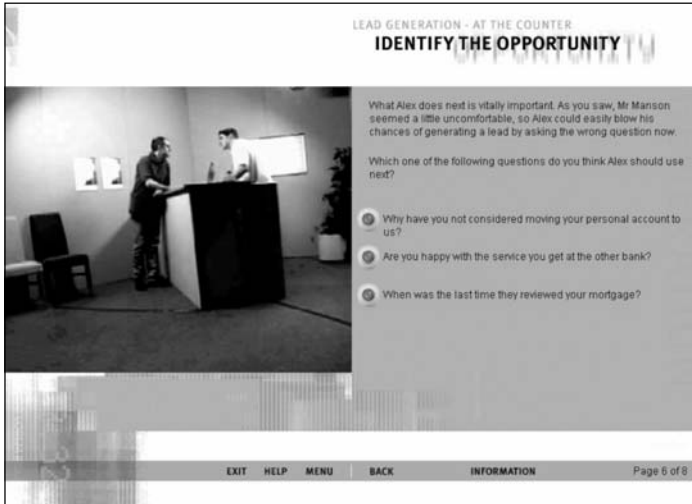 LEAD GENERATION - AT THE COUNTER
IDENTIFY THE OPPORTUNITY
OPPORTUNITY
What Alex does next is vitally important. As you saw, Mr Manson
seemed a little uncomfortable, so Alex could easily blow his
chances of generating a lead by asking the wrong question now.
Which one of the following questions do you think Alex should use
next?
Why have you not considered moving your personal account to
us?
Are you happy with the service you get at the other bank?
When was the last time they reviewed your mortgage?
EXIT HELP MENU BACK INFORMATION Page 6 of 8